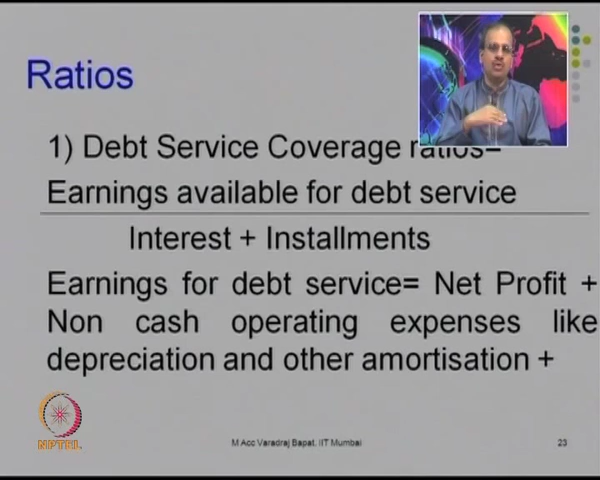 Ratios
1) Debt Service Coverage ratios=
Earnings available for debt service
Interest + Installments
Earnings for debt service= Net Profit +
Non cash operating expenses like
depreciation and other amortisation +
NPTEL
M Acc Varadraj Bapat, IIT Mumbai
23